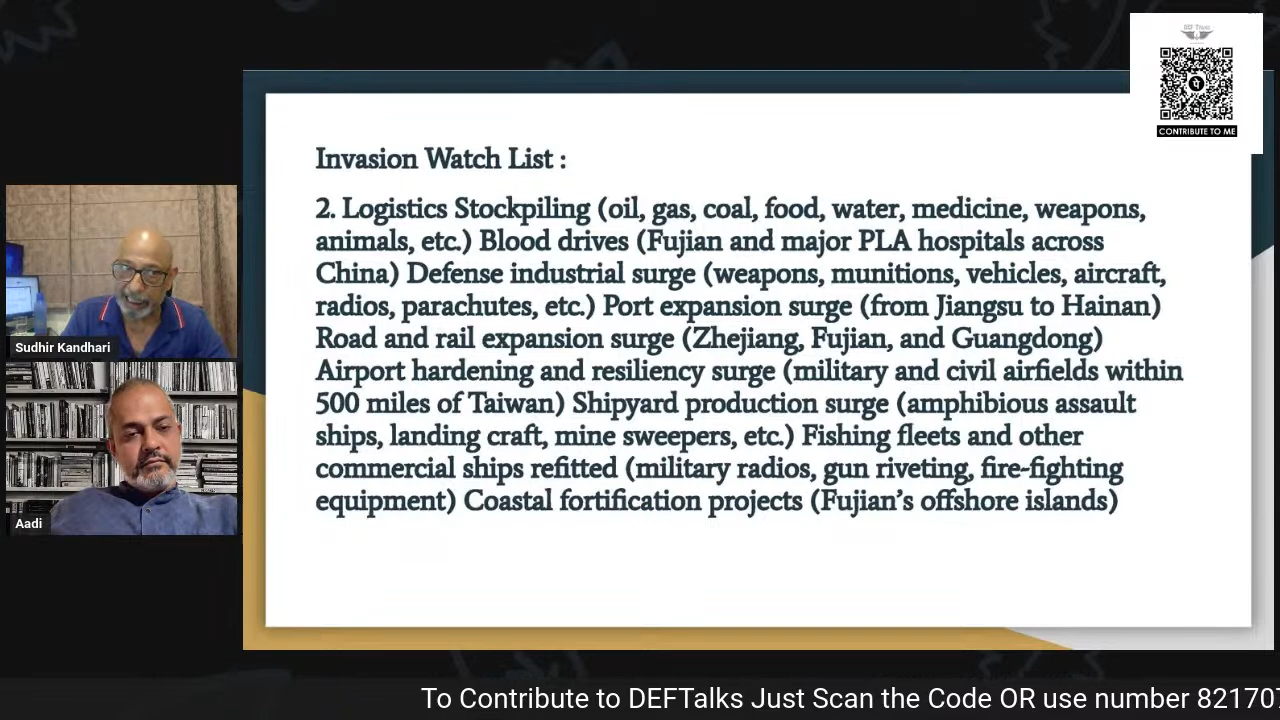 CONTRIBUTE TO ME
Invasion Watch List :
2. Logistics Stockpiling (oil, gas, coal, food, water, medicine, weapons,
animals, etc.) Blood drives (Fujian and major PLA hospitals across
China) Defense industrial surge (weapons, munitions, vehicles, aircraft,
radios, parachutes, etc.) Port expansion surge (from Jiangsu to Hainan)
Road and rail expansion surge (Zhejiang, Fujian, and Guangdong)
Airport hardening and resiliency surge (military and civil airfields within
500 miles of Taiwan) Shipyard production surge (amphibious assault
ships, landing craft, mine sweepers, etc.) Fishing fleets and other
commercial ships refitted (military radios, gun riveting, fire-fighting
equipment) Coastal fortification projects (Fujian's offshore islands)
Sudhir Kandhari
Aadi
To Contribute to DEFTalks Just Scan the Code OR use number 82170